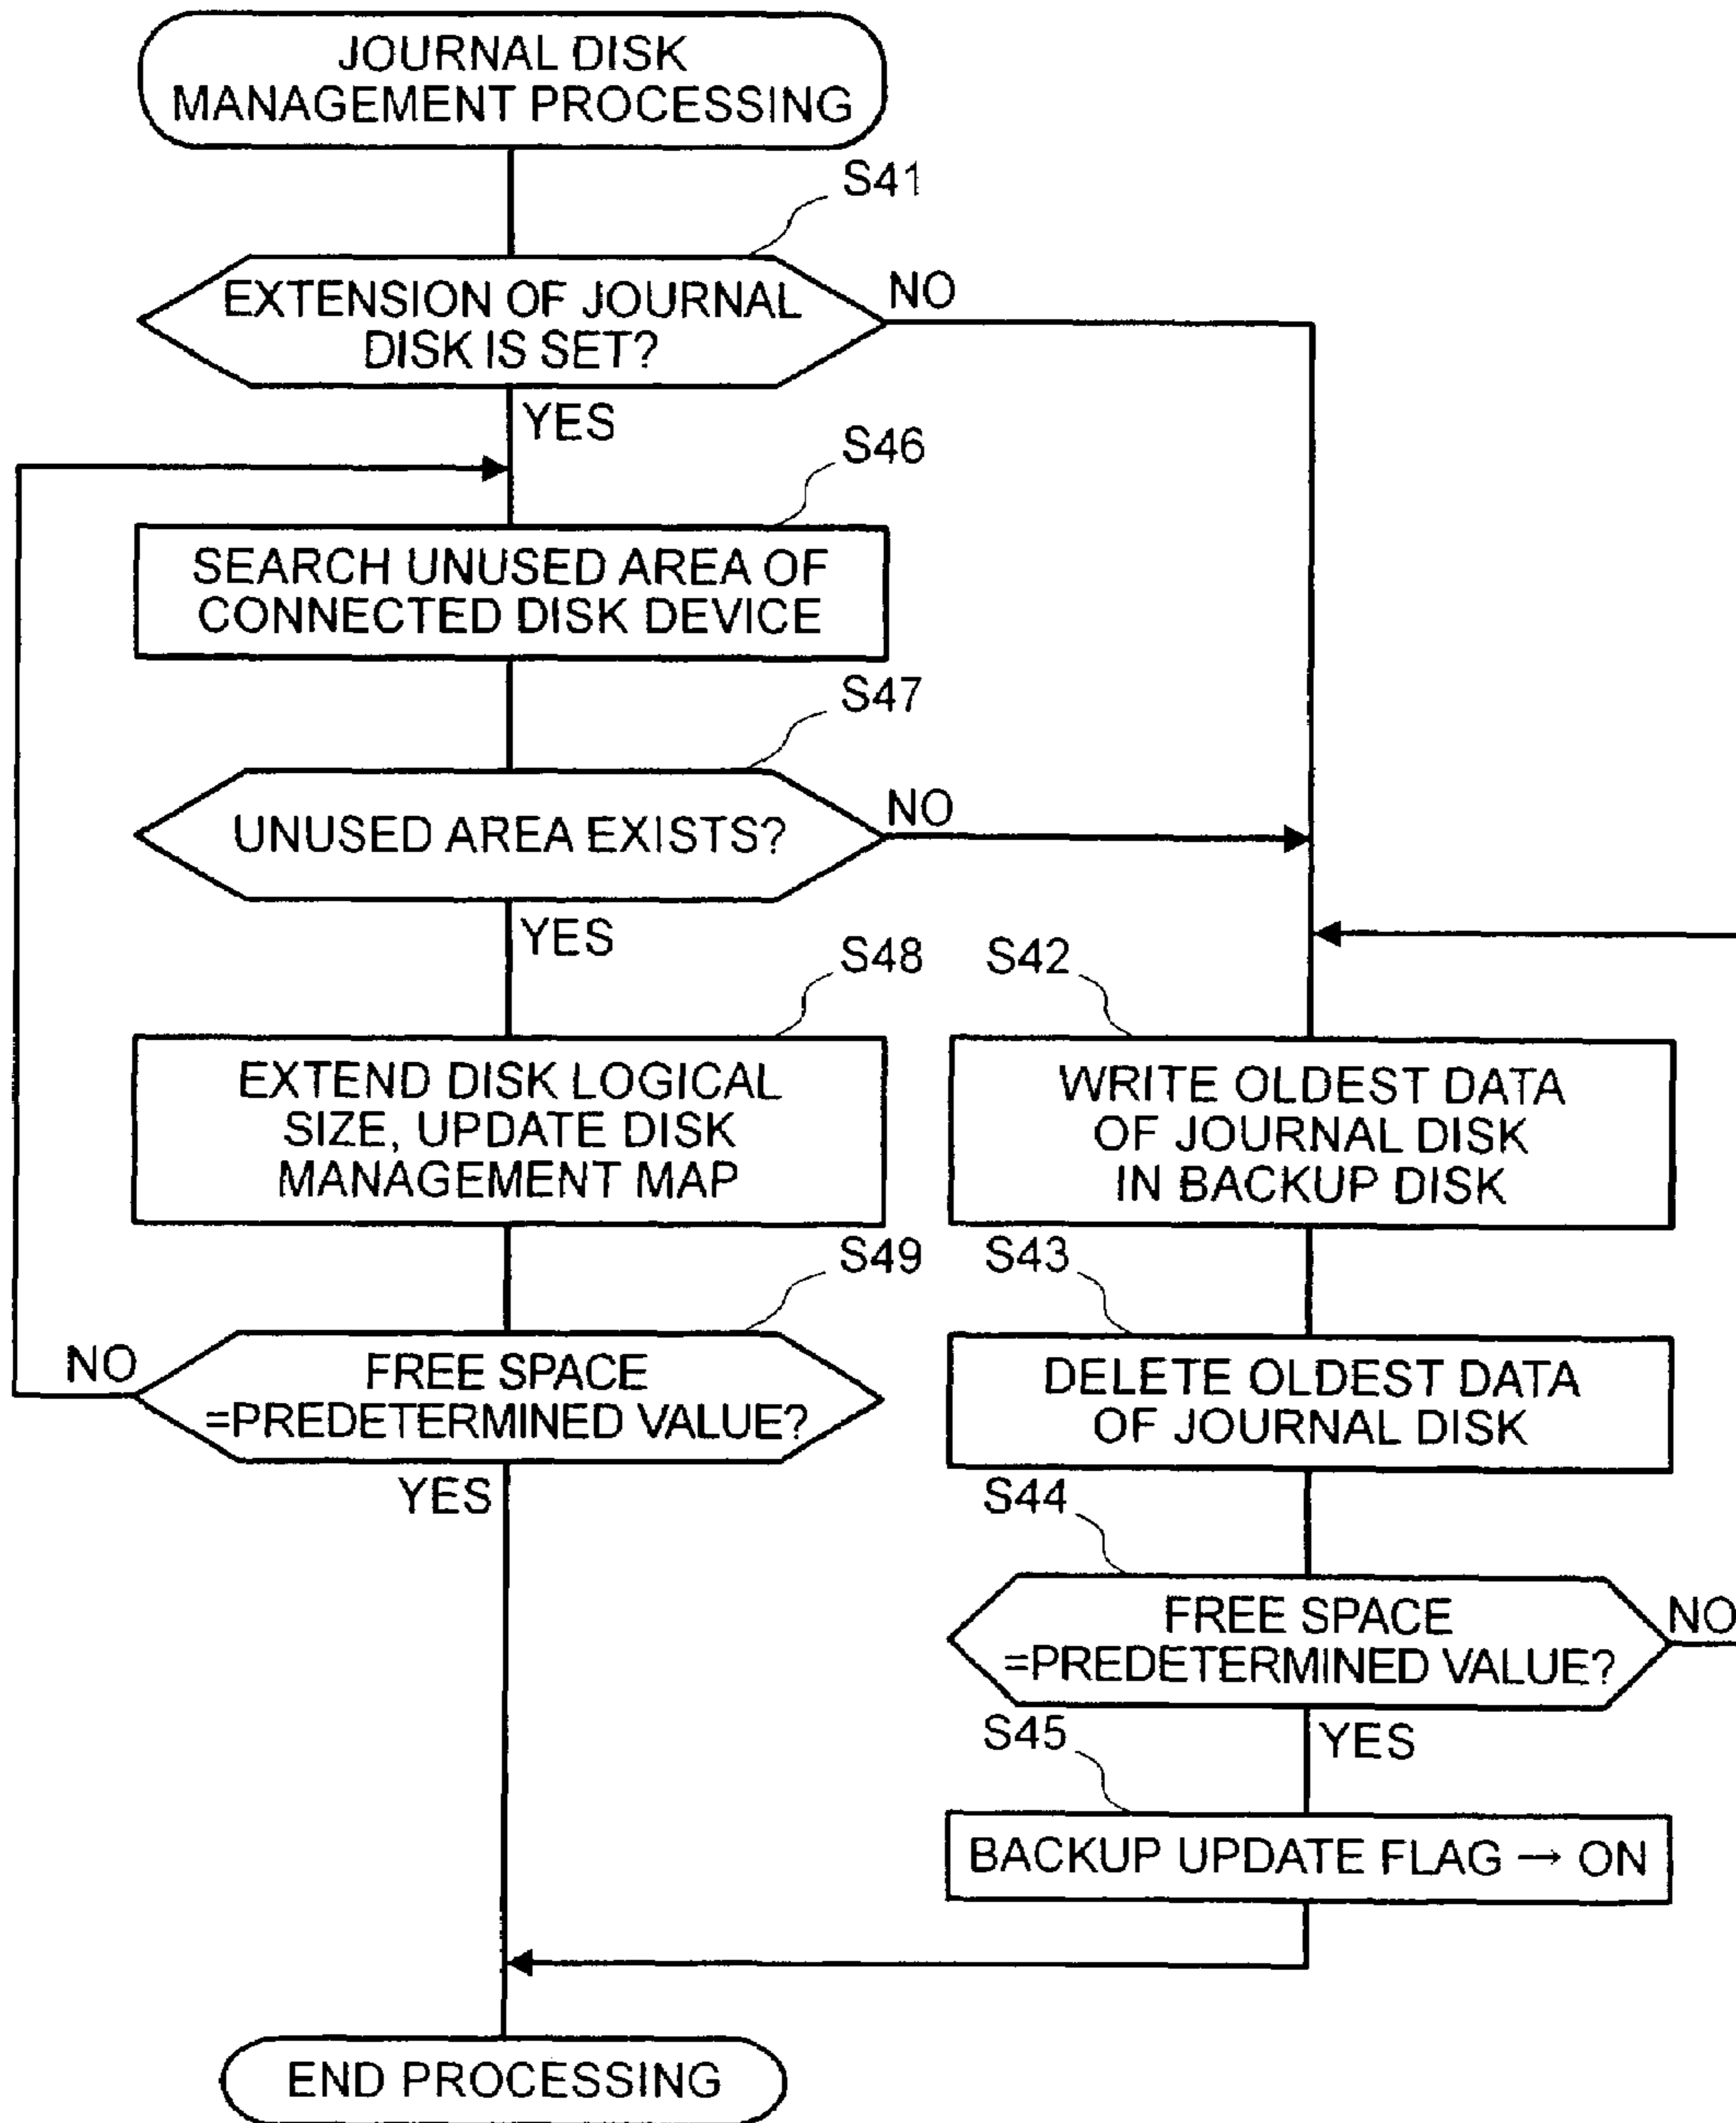 JOURNAL DISK
MANAGEMENT PROCESSING
S41
EXTENSION OF JOURNAL
DISK IS SET?
NO
YES
S46
SEARCH UNUSED AREA OF
CONNECTED DISK DEVICE
S47
UNUSED AREA EXISTS?
NO
YES
S48
EXTEND DISK LOGICAL
SIZE, UPDATE DISK
MANAGEMENT MAP
S49
FREE SPACE
=PREDETERMINED VALUE?
NO
YES
S42
WRITE OLDEST DATA
OF JOURNAL DISK
IN BACKUP DISK
S43
DELETE OLDEST DATA
OF JOURNAL DISK
S44
FREE SPACE
=PREDETERMINED VALUE?
NO
YES
S45
BACKUP UPDATE FLAG → ON
END PROCESSING